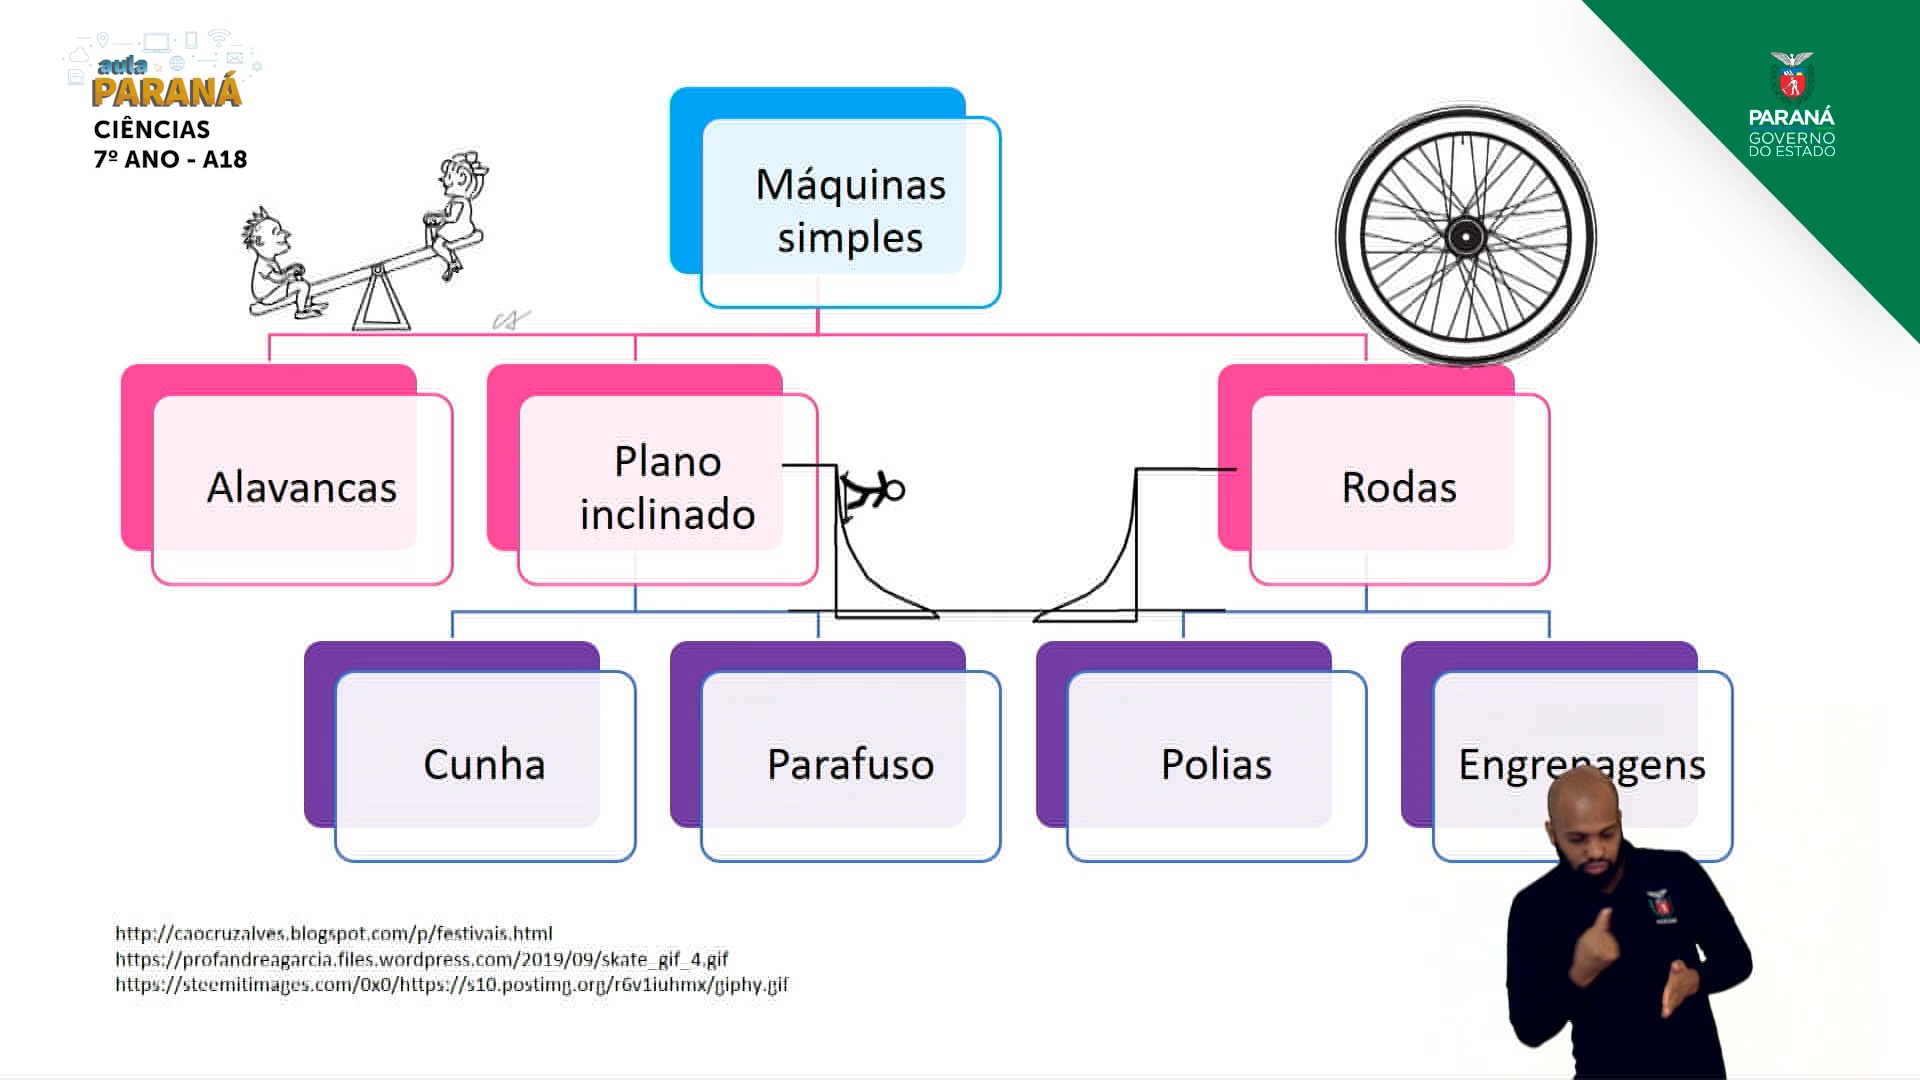 aula
PARANÁ
CIÊNCIAS
7º ANO - A18
PARANÁ
GOVERNO
DO ESTADO
Máquinas
simples
Alavancas
Plano
inclinado
Rodas
Cunha
Parafuso
Polias
Engrenagens
http://caocruzalves.blogspot.com/p/festivais.html
https://profandreagarcia.files.wordpress.com/2019/09/skate_gif_4.gif
https://steemitimages.com/0x0/https://s10.postimg.org/r6v1iuhmx/giphy.gif